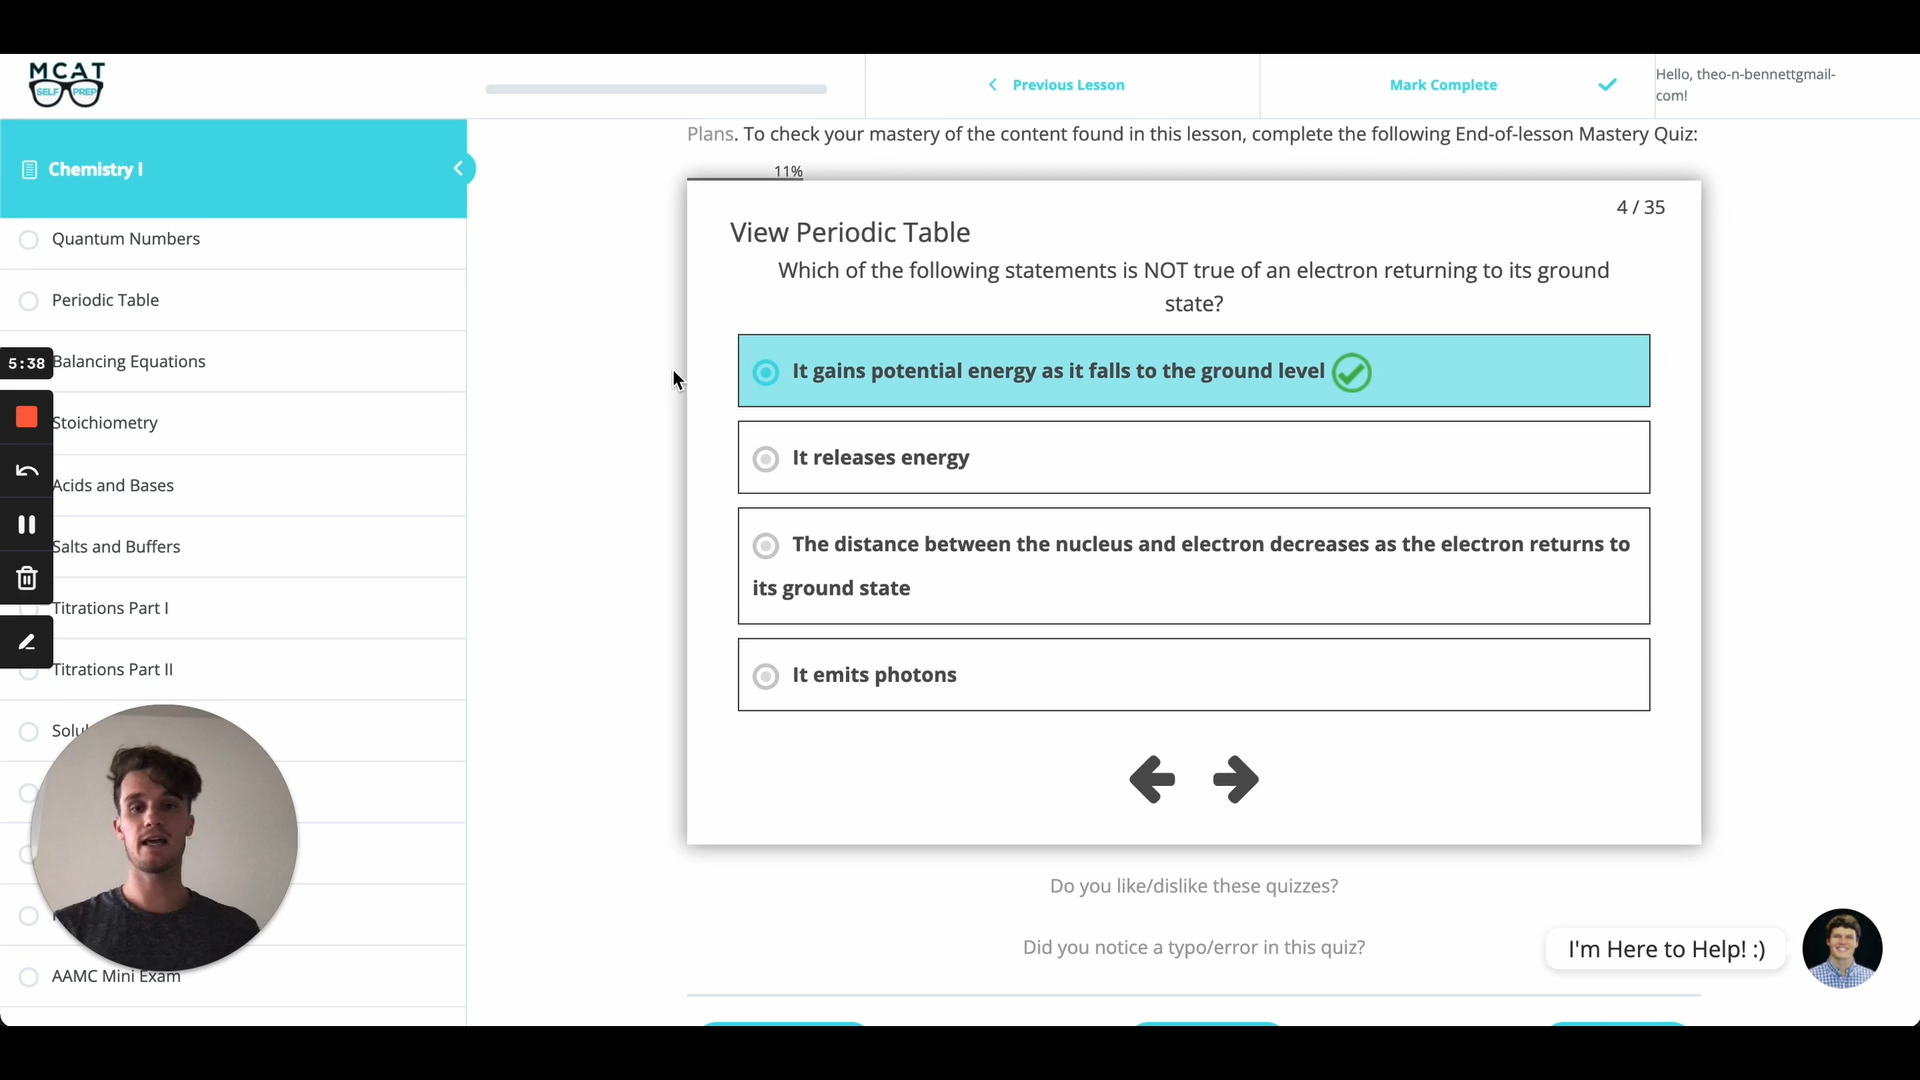 MCAT
SELF PREP
Previous Lesson
Mark Complete
Hello, theo-n-bennettgmail-
com!
Chemistry I
Quantum Numbers
Periodic Table
Balancing Equations
Stoichiometry
Acids and Bases
Salts and Buffers
Titrations Part I
Titrations Part II
Solu
AAMC Mini Exam
5:38
Plans. To check your mastery of the content found in this lesson, complete the following End-of-lesson Mastery Quiz:
11%
4 / 35
View Periodic Table
Which of the following statements is NOT true of an electron returning to its ground
state?
It gains potential energy as it falls to the ground level
It releases energy
The distance between the nucleus and electron decreases as the electron returns to
its ground state
It emits photons
Do you like/dislike these quizzes?
Did you notice a typo/error in this quiz?
I'm Here to Help! :)